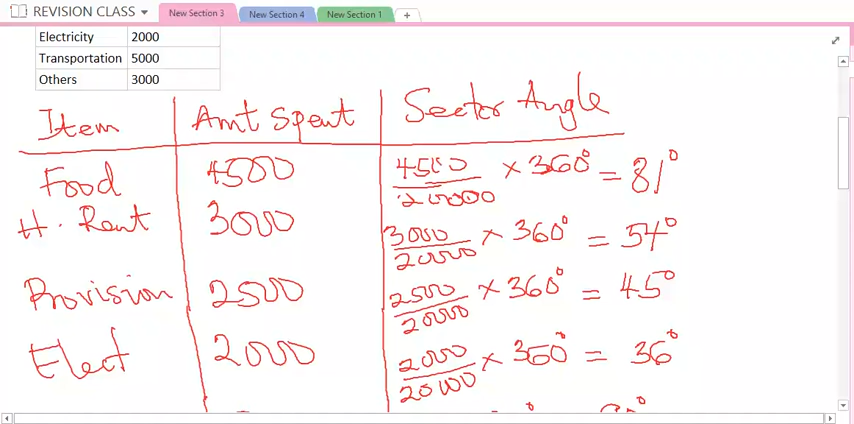 REVISION CLASS
New Section 3
New Section 4
New Section 1
Electricity 2000
Transportation 5000
Others 3000
Item Amt Spent Sector Angle
Food 4500 4500/20000 × 360° = 81°
H. Rent 3000 3000/20000 × 360° = 54°
Provision 2500 2500/20000 × 360° = 45°
Elect 2000 2000/20000 × 360° = 36°